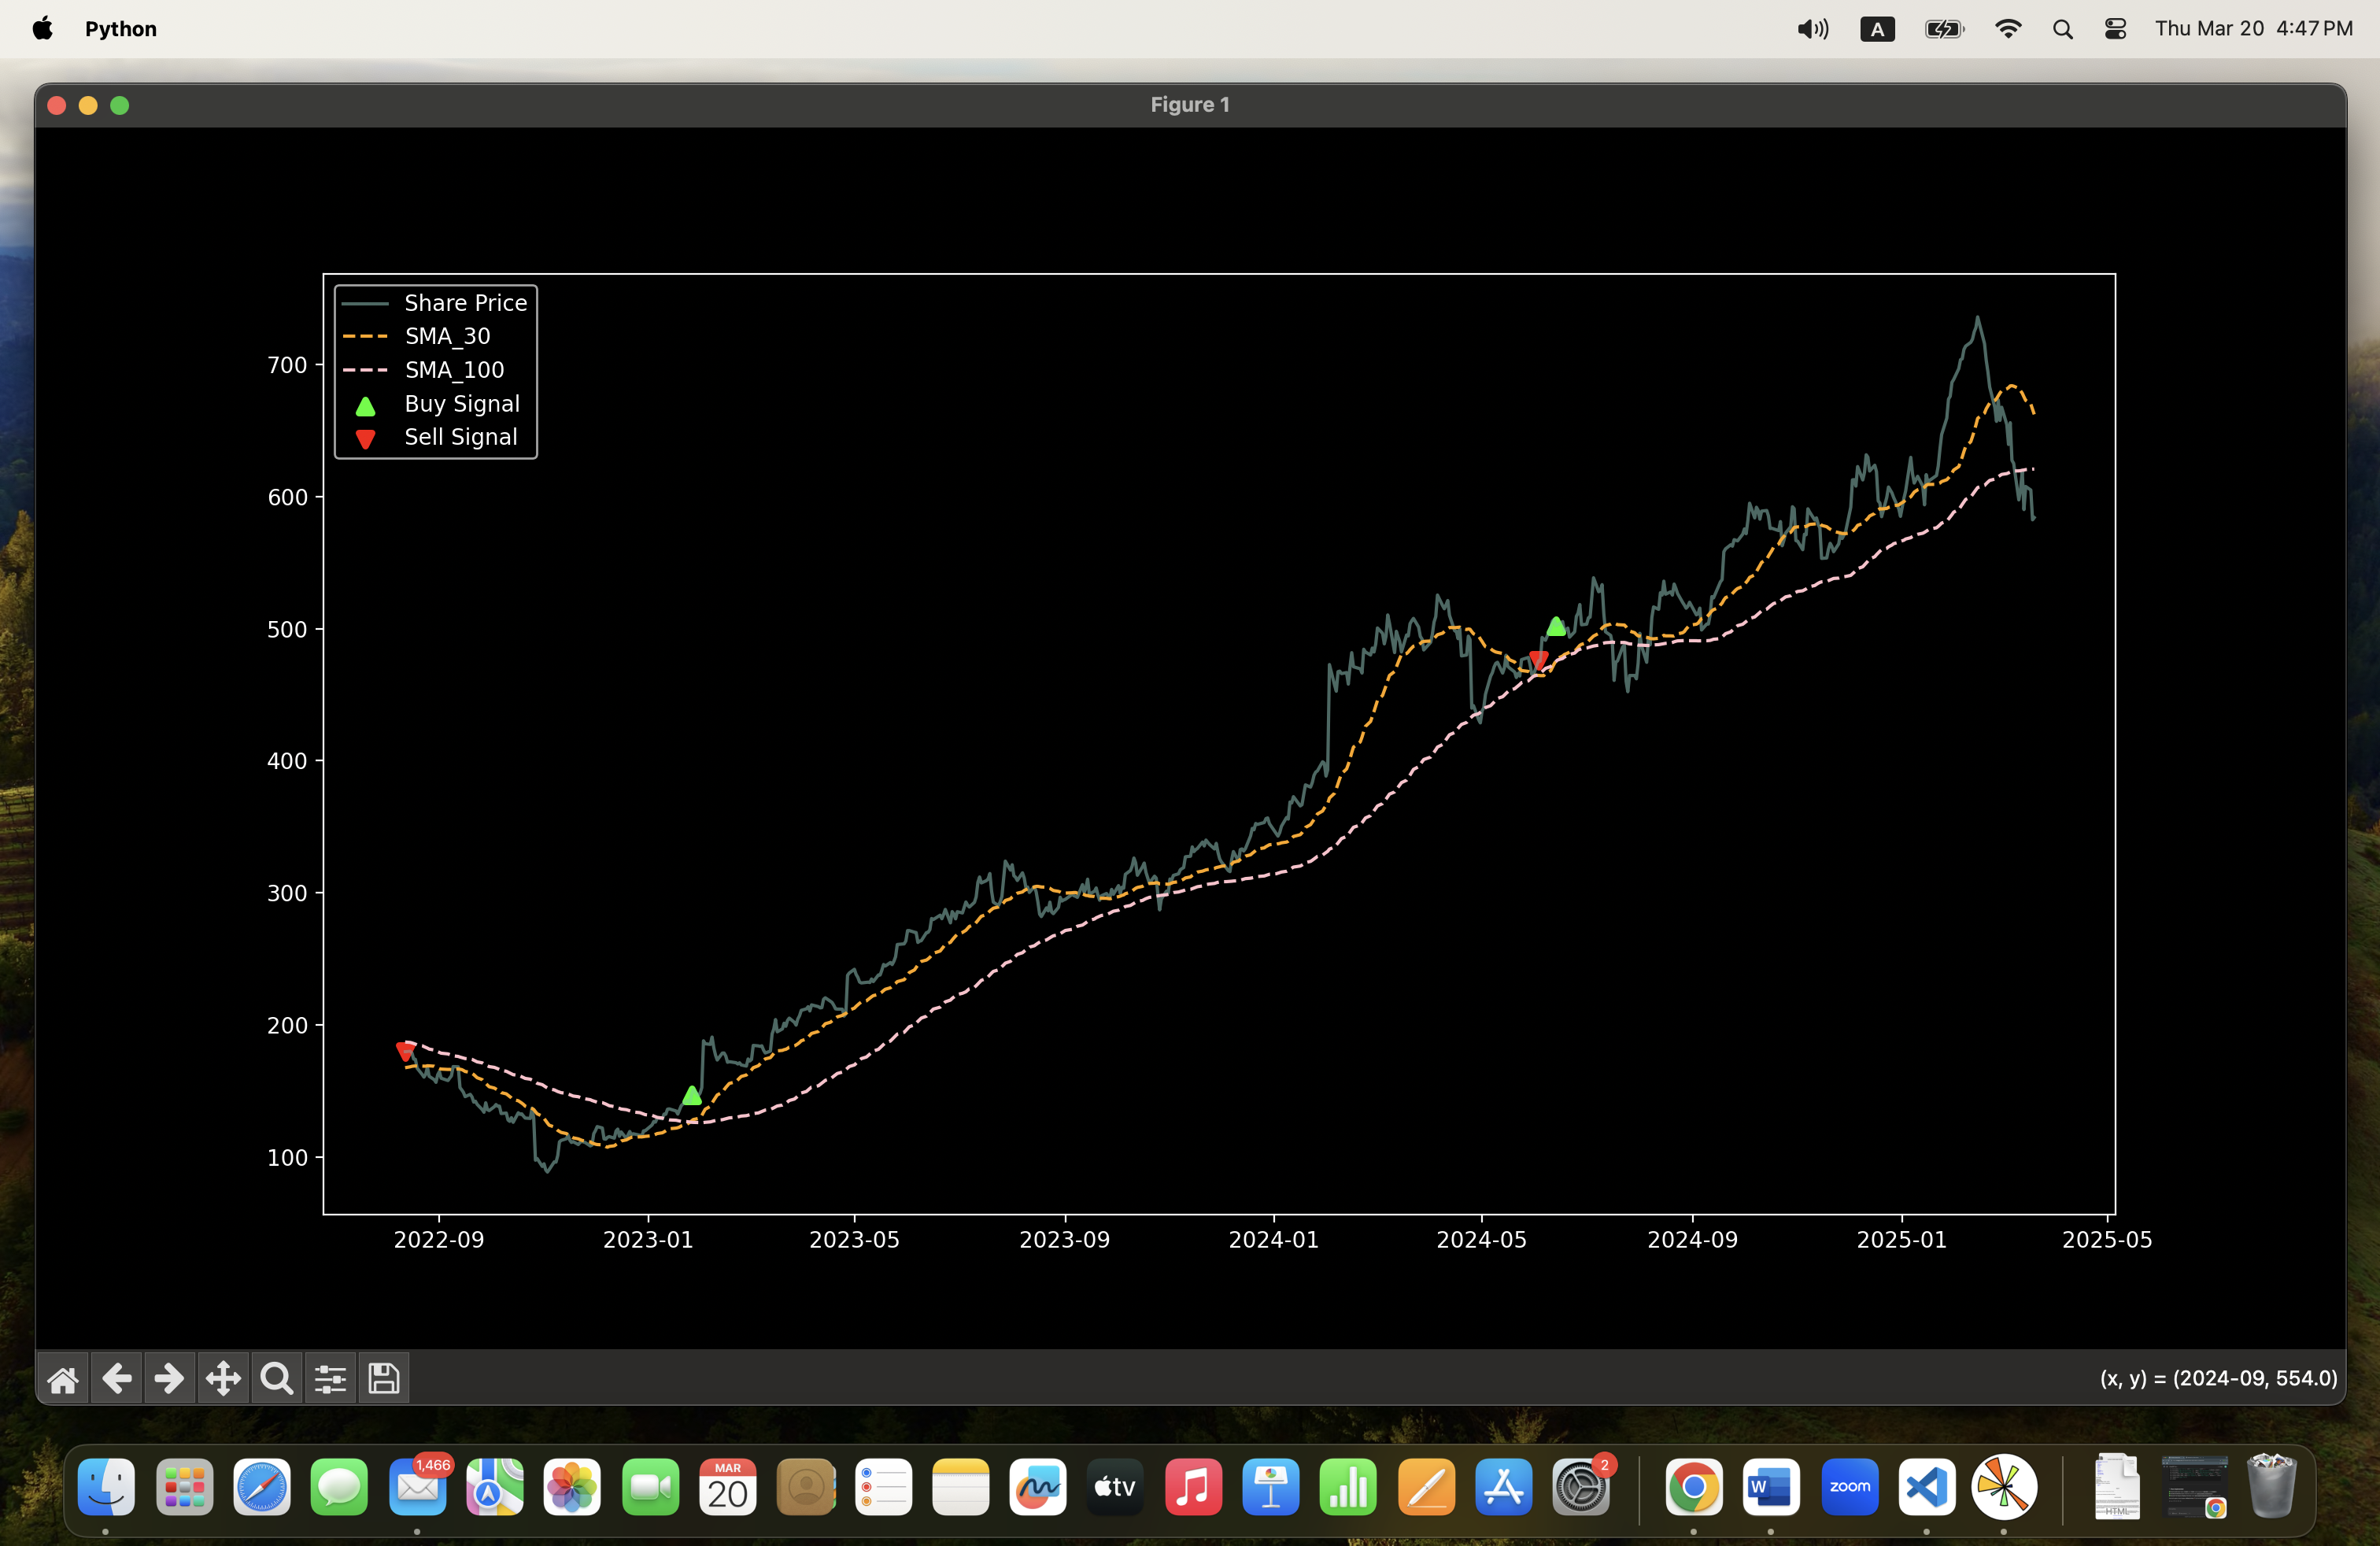 Python
A
Thu Mar 20 4:47 PM
Figure 1
Share Price
SMA_30
SMA_100
Buy Signal
Sell Signal
700
600
500
400
300
200
100
2022-09 2023-01 2023-05 2023-09 2024-01 2024-05 2024-09 2025-01 2025-05
(x, y) = (2024-09, 554.0)
1,466
MAR
20
tv
2
W
zoom
HTML